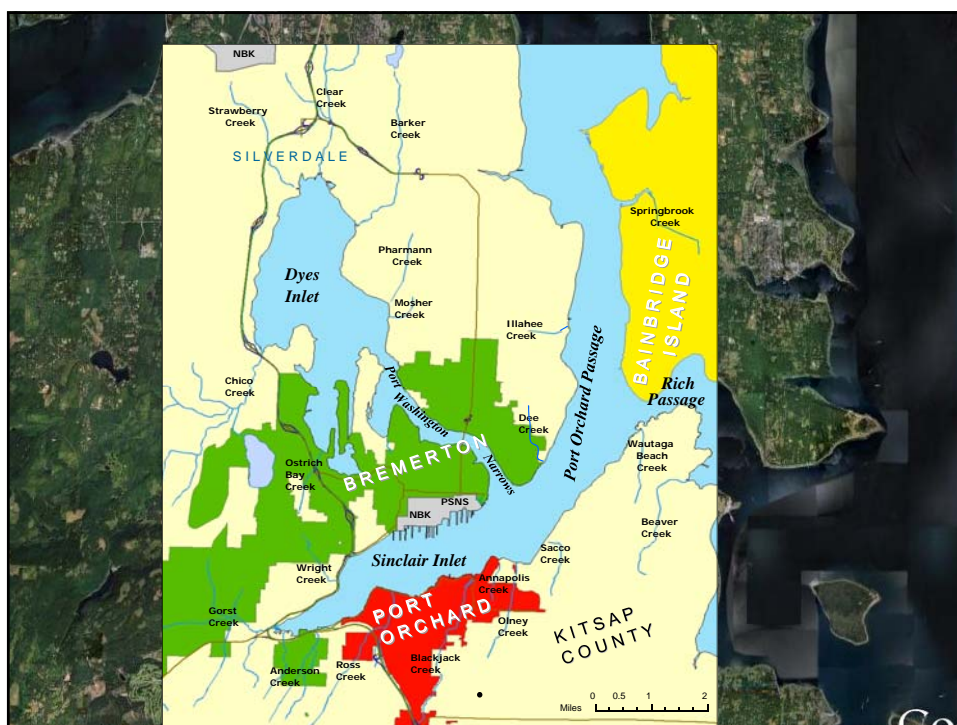 NBK
Clear
Creek
Strawberry
Creek
Barker
Creek
SILVERDALE
Springbrook
Creek
Pharmann
Creek
BAINBRIDGE
ISLAND
Dyes
Inlet
Mosher
Creek
Illahee
Creek
Port Orchard Passage
Chico
Creek
Port Washington
Narrows
Rich
Passage
Dee
Creek
Wautaga
Beach
Creek
BREMERTON
Ostrich
Bay
Creek
PSNS
NBK
Beaver
Creek
Sinclair Inlet
Sacco
Creek
Wright
Creek
Annapolis
Creek
PORT
ORCHARD
Gorst
Creek
Olney
Creek
KITSAP
COUNTY
Anderson
Creek
Ross
Creek
Blackjack
Creek
0 0.5 1 2
Miles